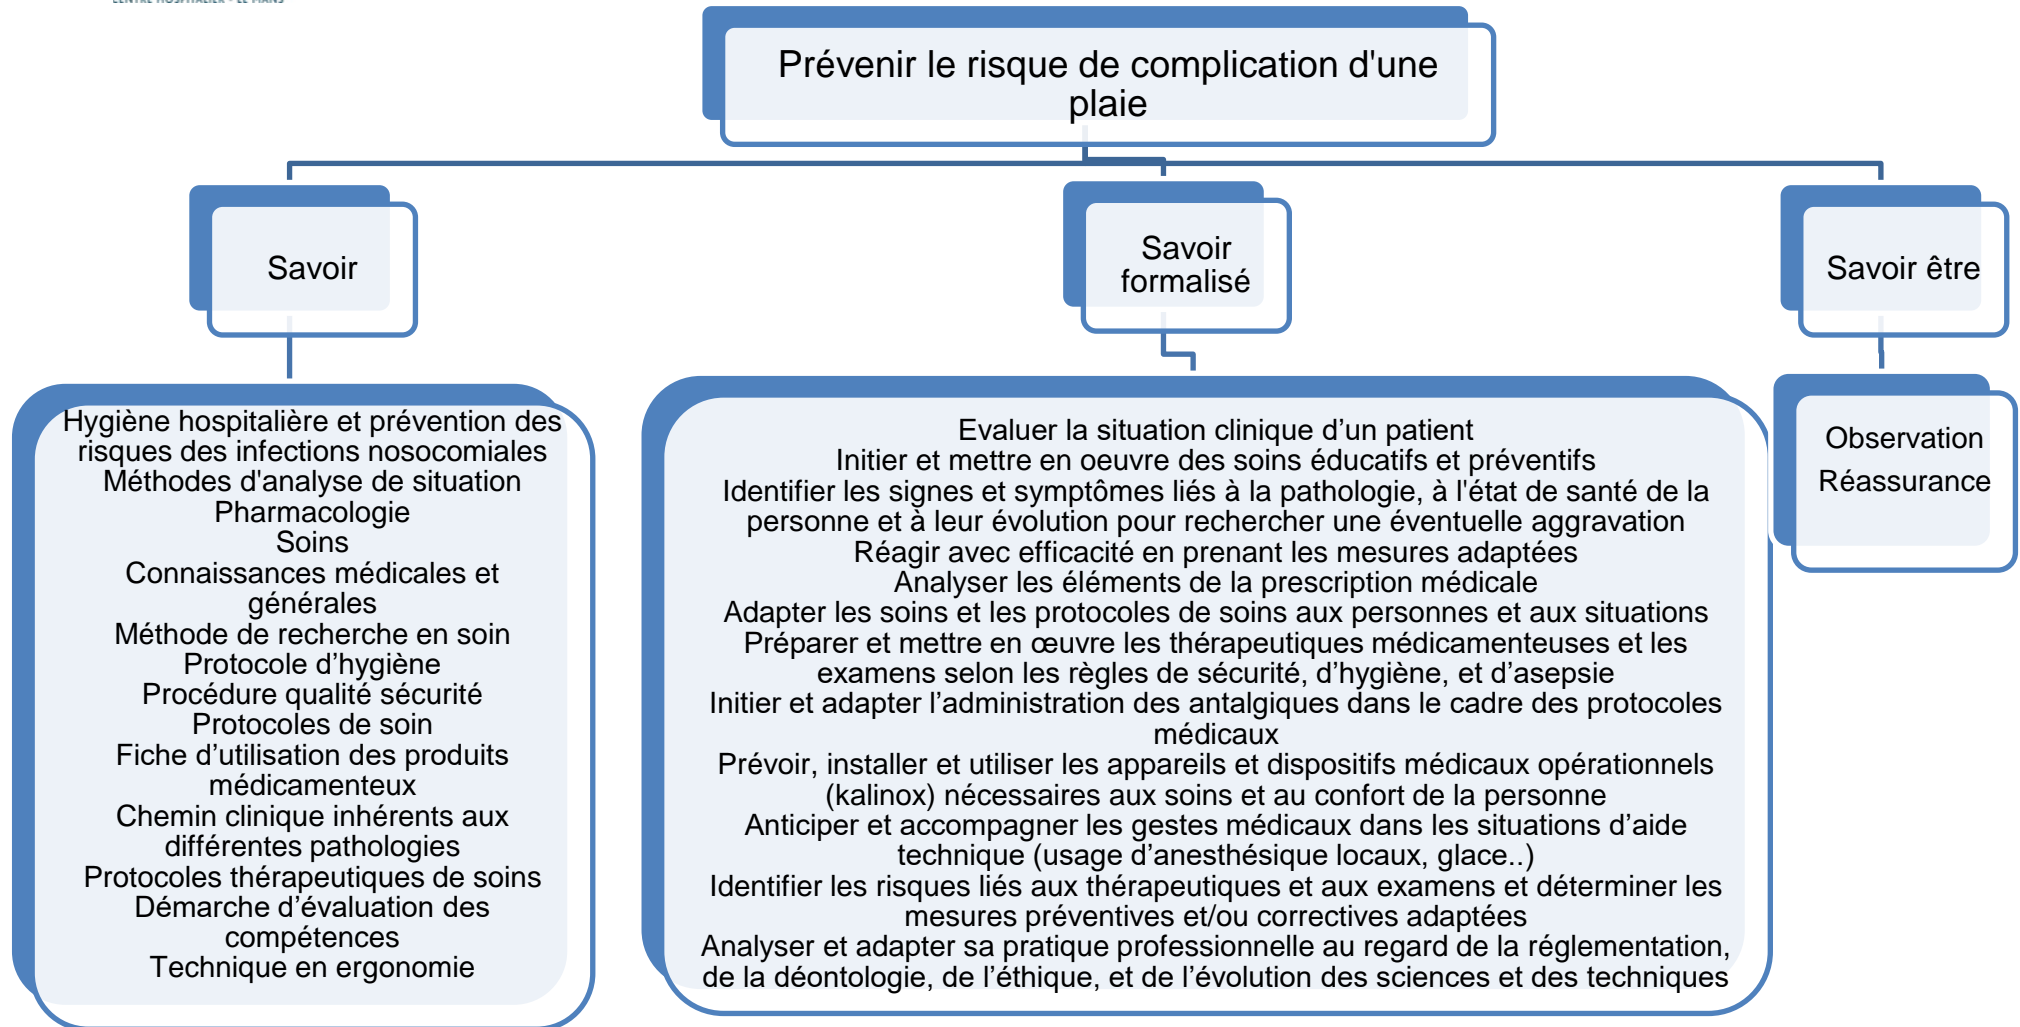 CENTRE HOSPITALIER - LE MANS
Prévenir le risque de complication d'une
plaie
Savoir
Savoir
formalisé
Savoir être
Hygiène hospitalière et prévention des
risques des infections nosocomiales
Méthodes d'analyse de situation
Pharmacologie
Soins
Connaissances médicales et
générales
Méthode de recherche en soin
Protocole d’hygiène
Procédure qualité sécurité
Protocoles de soin
Fiche d’utilisation des produits
médicamenteux
Chemin clinique inhérents aux
différentes pathologies
Protocoles thérapeutiques de soins
Démarche d’évaluation des
compétences
Technique en ergonomie
Evaluer la situation clinique d’un patient
Initier et mettre en oeuvre des soins éducatifs et préventifs
Identifier les signes et symptômes liés à la pathologie, à l'état de santé de la
personne et à leur évolution pour rechercher une éventuelle aggravation
Réagir avec efficacité en prenant les mesures adaptées
Analyser les éléments de la prescription médicale
Adapter les soins et les protocoles de soins aux personnes et aux situations
Préparer et mettre en œuvre les thérapeutiques médicamenteuses et les
examens selon les règles de sécurité, d’hygiène, et d’asepsie
Initier et adapter l’administration des antalgiques dans le cadre des protocoles
médicaux
Prévoir, installer et utiliser les appareils et dispositifs médicaux opérationnels
(kalinox) nécessaires aux soins et au confort de la personne
Anticiper et accompagner les gestes médicaux dans les situations d’aide
technique (usage d’anesthésique locaux, glace..)
Identifier les risques liés aux thérapeutiques et aux examens et déterminer les
mesures préventives et/ou correctives adaptées
Analyser et adapter sa pratique professionnelle au regard de la réglementation,
de la déontologie, de l’éthique, et de l’évolution des sciences et des techniques
Observation
Réassurance